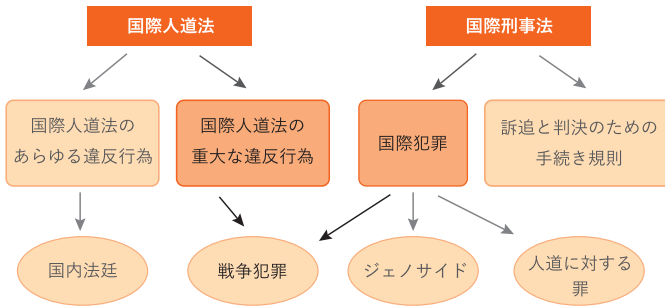 国際人道法
国際刑事法
国際人道法の
あらゆる違反行為
国際人道法の
重大な違反行為
国際犯罪
訴追と判決のための
手続き規則
国内法廷
戦争犯罪
ジェノサイド
人道に対する
罪